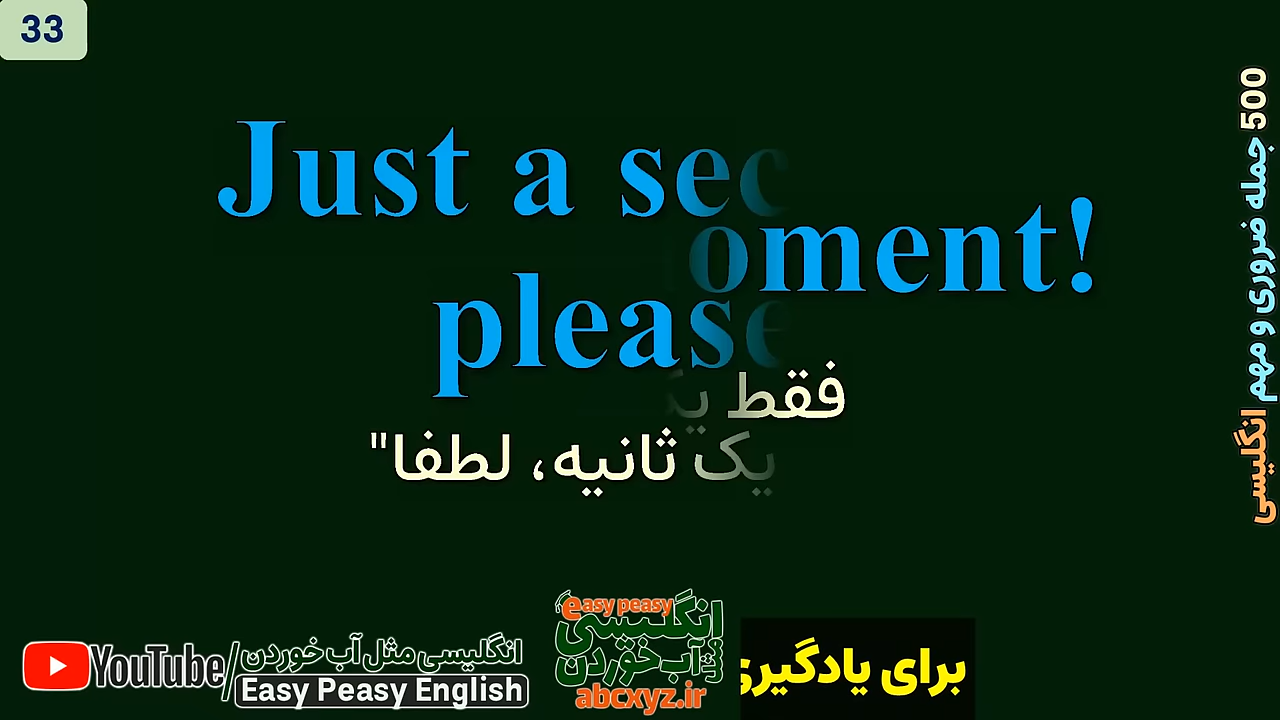 33
Just a sec
oment!
please
فقط یک
یک ثانیه، لطفا"
500 جمله ضروری و مهم انگلیسی
YouTube/
انگلیسی مثل آب خوردن
Easy Peasy English
easy peasy
انگلیسی
مثل آب خوردن
abcxyz.ir
برای یادگیری